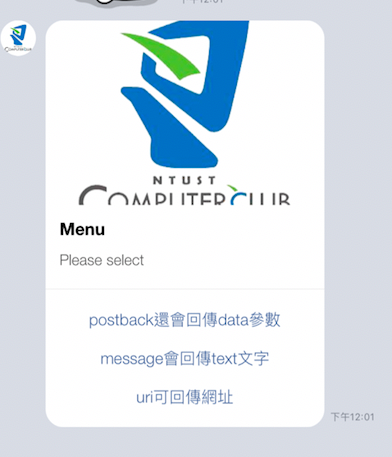 下午12:01
NTUST
COMPUTER CLUB
Menu
Please select
postback還會回傳data參數
message會回傳text文字
uri可回傳網址
下午12:01